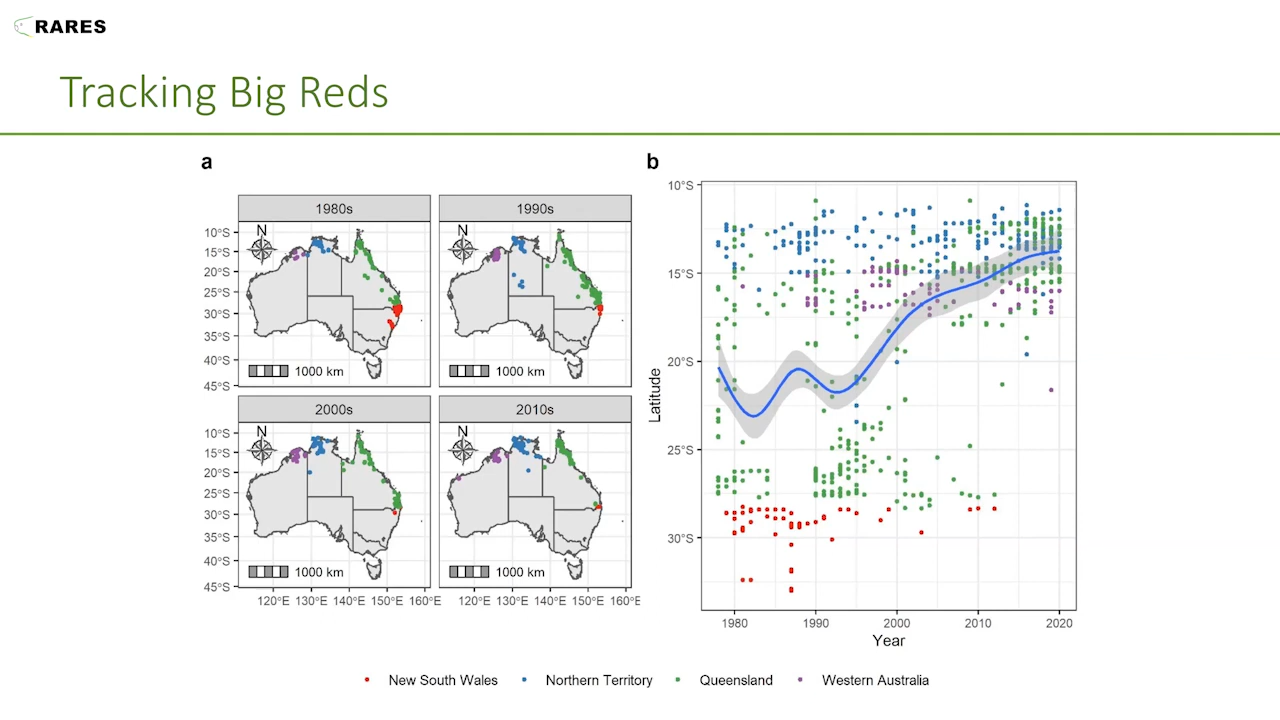 RARES
Tracking Big Reds
a
b
1980s
1990s
N
N
10°S
15°S
20°S
25°S
30°S
35°S
40°S
45°S
1000 km
1000 km
2000s
2010s
N
N
10°S
15°S
20°S
25°S
30°S
35°S
40°S
45°S
1000 km
1000 km
120°E 130°E 140°E 150°E 160°E
120°E 130°E 140°E 150°E 160°E
10°S
15°S
20°S
25°S
30°S
Latitude
1980 1990 2000 2010 2020
Year
New South Wales Northern Territory Queensland Western Australia